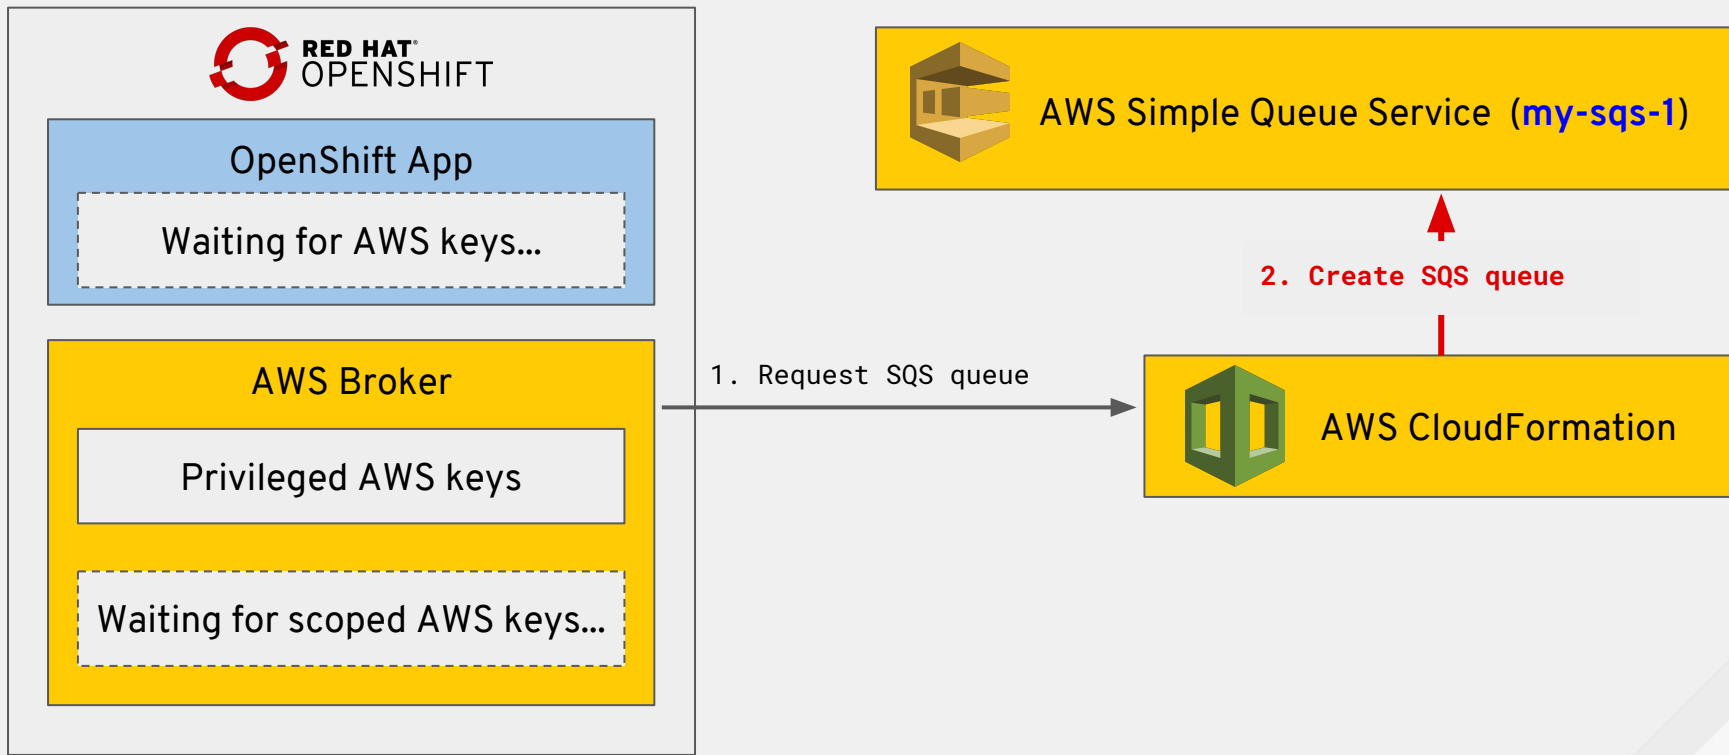 RED HAT®
OPENSHIFT
OpenShift App
Waiting for AWS keys...
AWS Broker
Privileged AWS keys
Waiting for scoped AWS keys...
1. Request SQS queue
AWS Simple Queue Service (my-sqs-1)
2. Create SQS queue
AWS CloudFormation